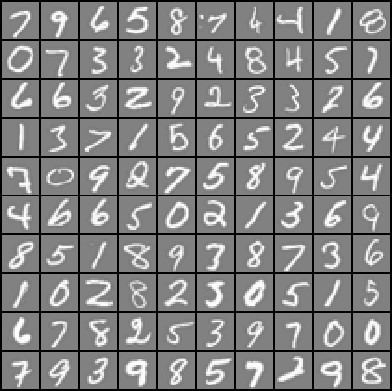 7 9 6 5 8 7 4 4 1 8
0 7 3 3 2 4 8 4 5 1
6 6 3 2 9 2 3 3 2 6
1 3 7 1 5 6 5 2 4 4
7 0 9 2 7 5 8 9 5 4
4 6 6 5 0 2 1 3 6 9
8 5 1 8 9 3 8 7 3 6
1 0 2 8 2 5 0 5 1 5
6 7 8 2 5 3 9 7 0 0
7 9 3 9 8 5 7 2 9 8